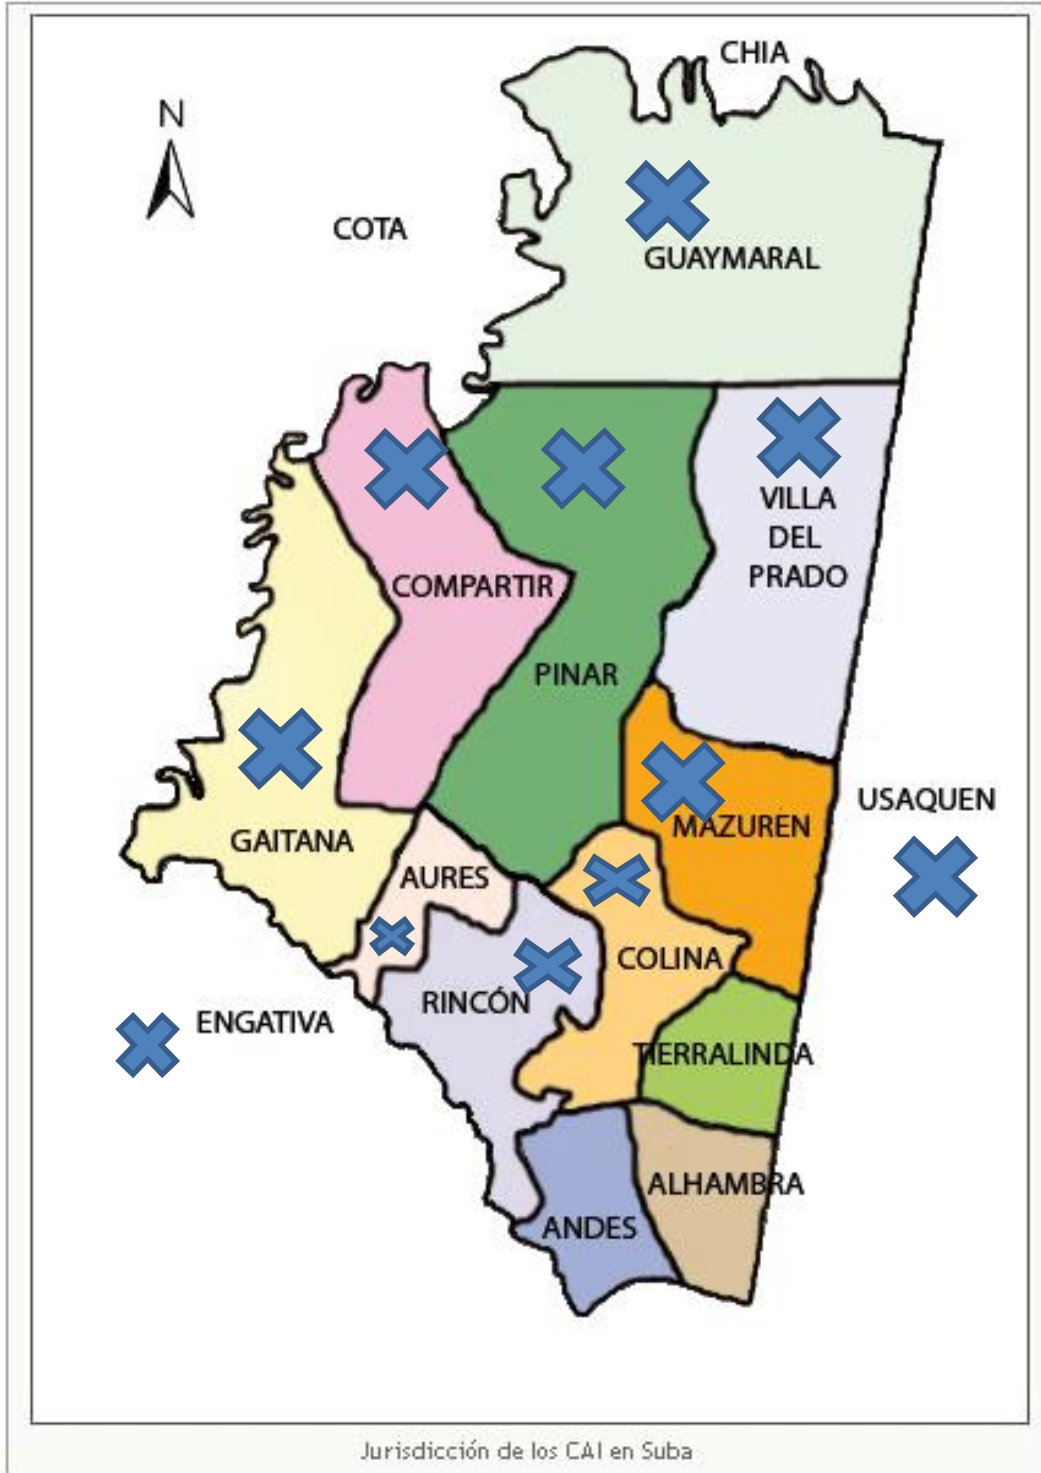 CHIA
N
COTA
GUAYMARAL
VILLA
DEL
PRADO
COMPARTIR
PINAR
USAQUEN
MAZUREN
GAITANA
AURES
COLINA
RINCÓN
ENGATIVA
TIERRALINDA
ALHAMBRA
ANDES
Jurisdicción de los CAI en Suba